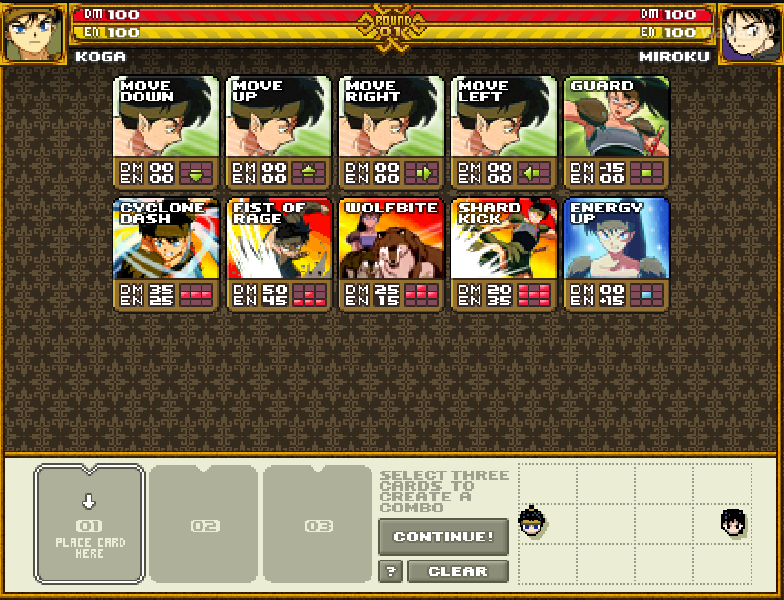 DM 100
ROUND
DM 100
EN 100
01
EN 100
KOGA
MIROKU
MOVE DOWN
MOVE UP
MOVE RIGHT
MOVE LEFT
GUARD
DM 00
EN 00
DM 00
EN 00
DM 00
EN 00
DM 00
EN 00
DM -15
EN 00
CYCLONE DASH
FIST OF RAGE
WOLFBITE
SHARD KICK
ENERGY UP
DM 35
EN 25
DM 50
EN 45
DM 25
EN 15
DM 20
EN 35
DM 00
EN +15
01
PLACE CARD
HERE
02
03
SELECT THREE
CARDS TO
CREATE A
COMBO
CONTINUE!
?
CLEAR